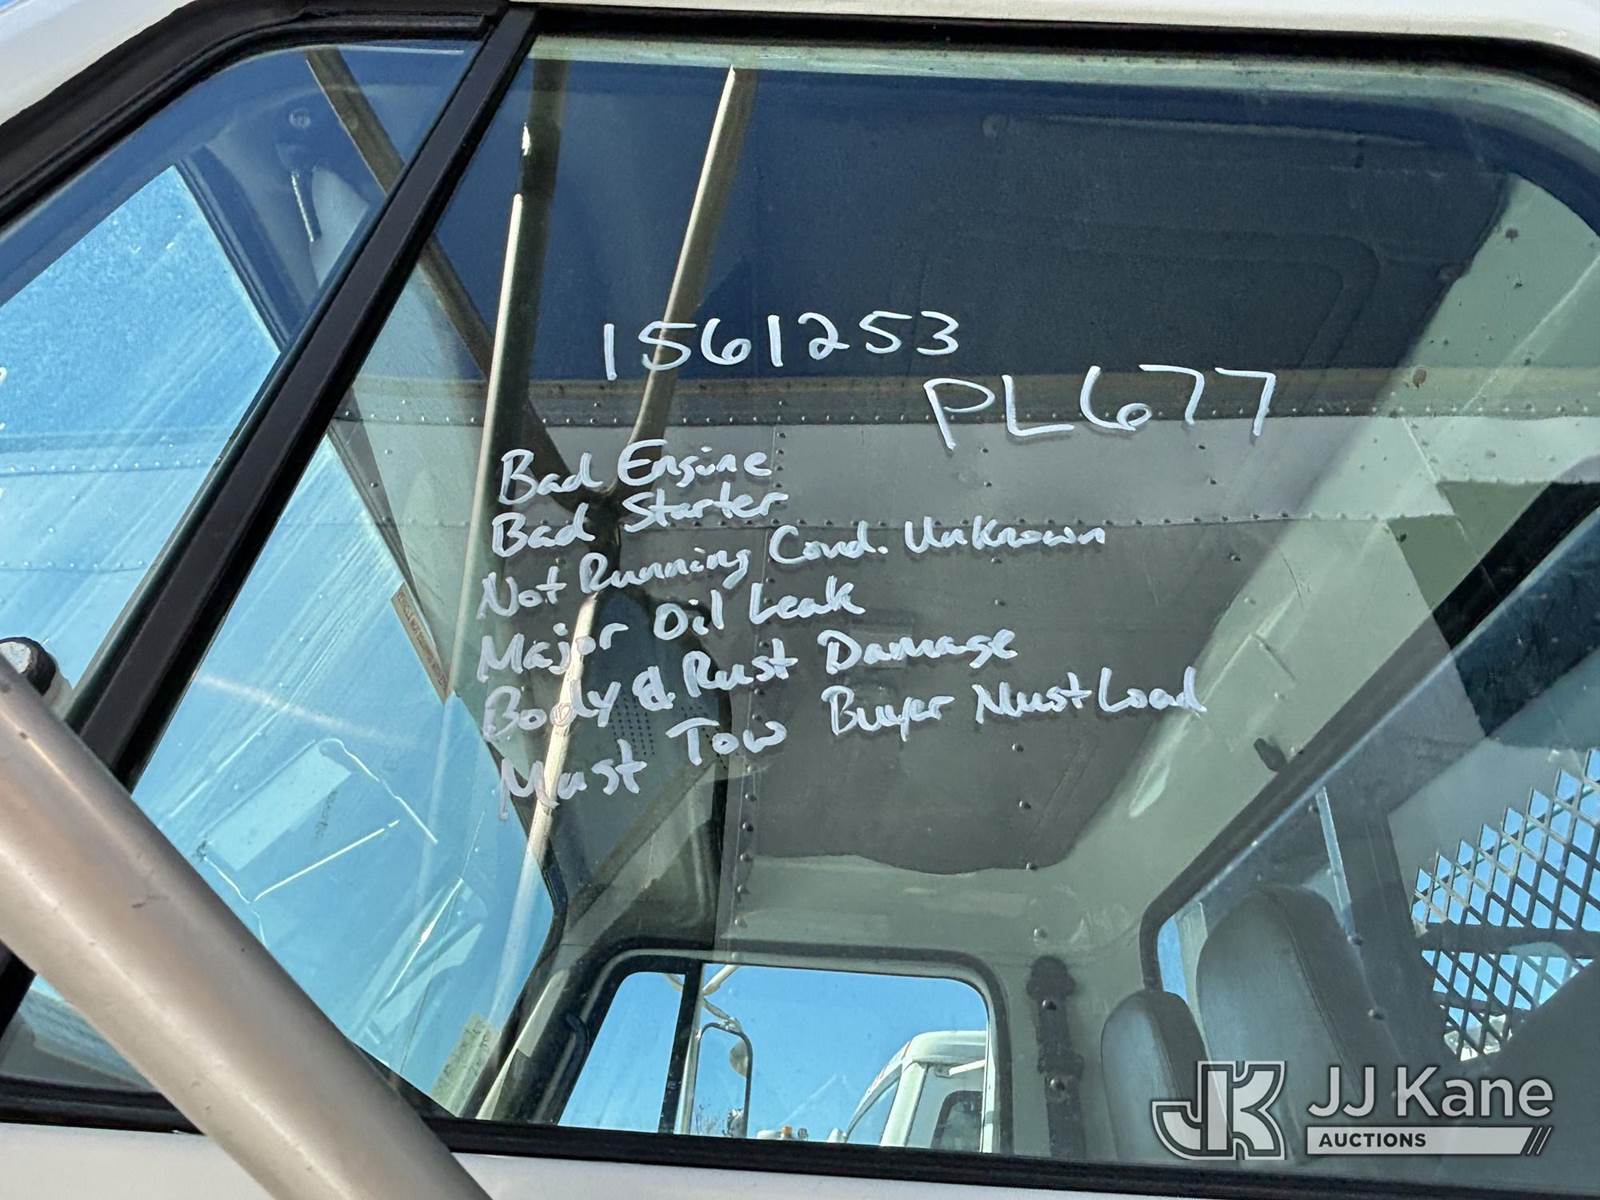 1561253
PL677
Bad Engine
Bad Starter
Not Running Cond. Unknown
Major Oil Leak
Body & Rust Damage
Must Tow Buyer Must Load
JK JJ Kane
AUCTIONS